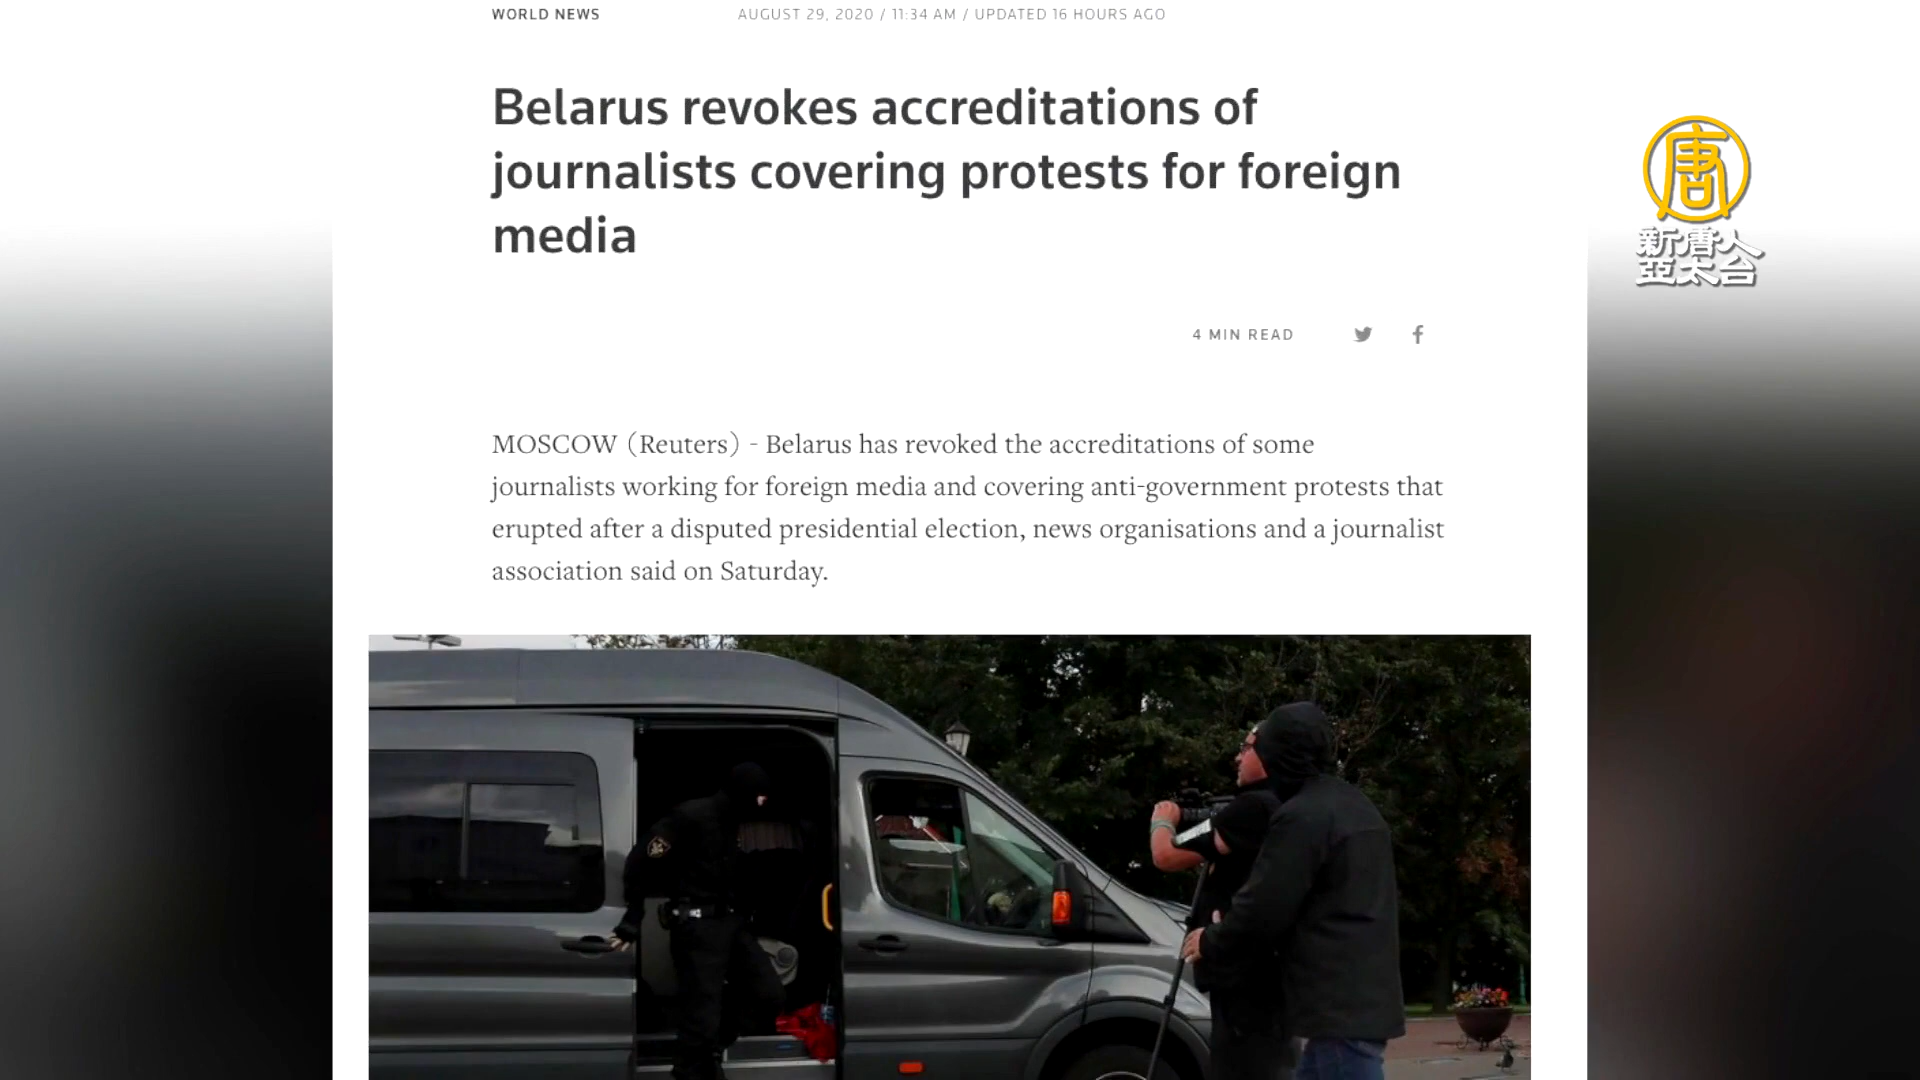 WORLD NEWS
AUGUST 29, 2020 / 11:34 AM / UPDATED 16 HOURS AGO
Belarus revokes accreditations of
journalists covering protests for foreign
media
唐
新唐人
亞太台
4 MIN READ
MOSCOW (Reuters) - Belarus has revoked the accreditations of some
journalists working for foreign media and covering anti-government protests that
erupted after a disputed presidential election, news organisations and a journalist
association said on Saturday.